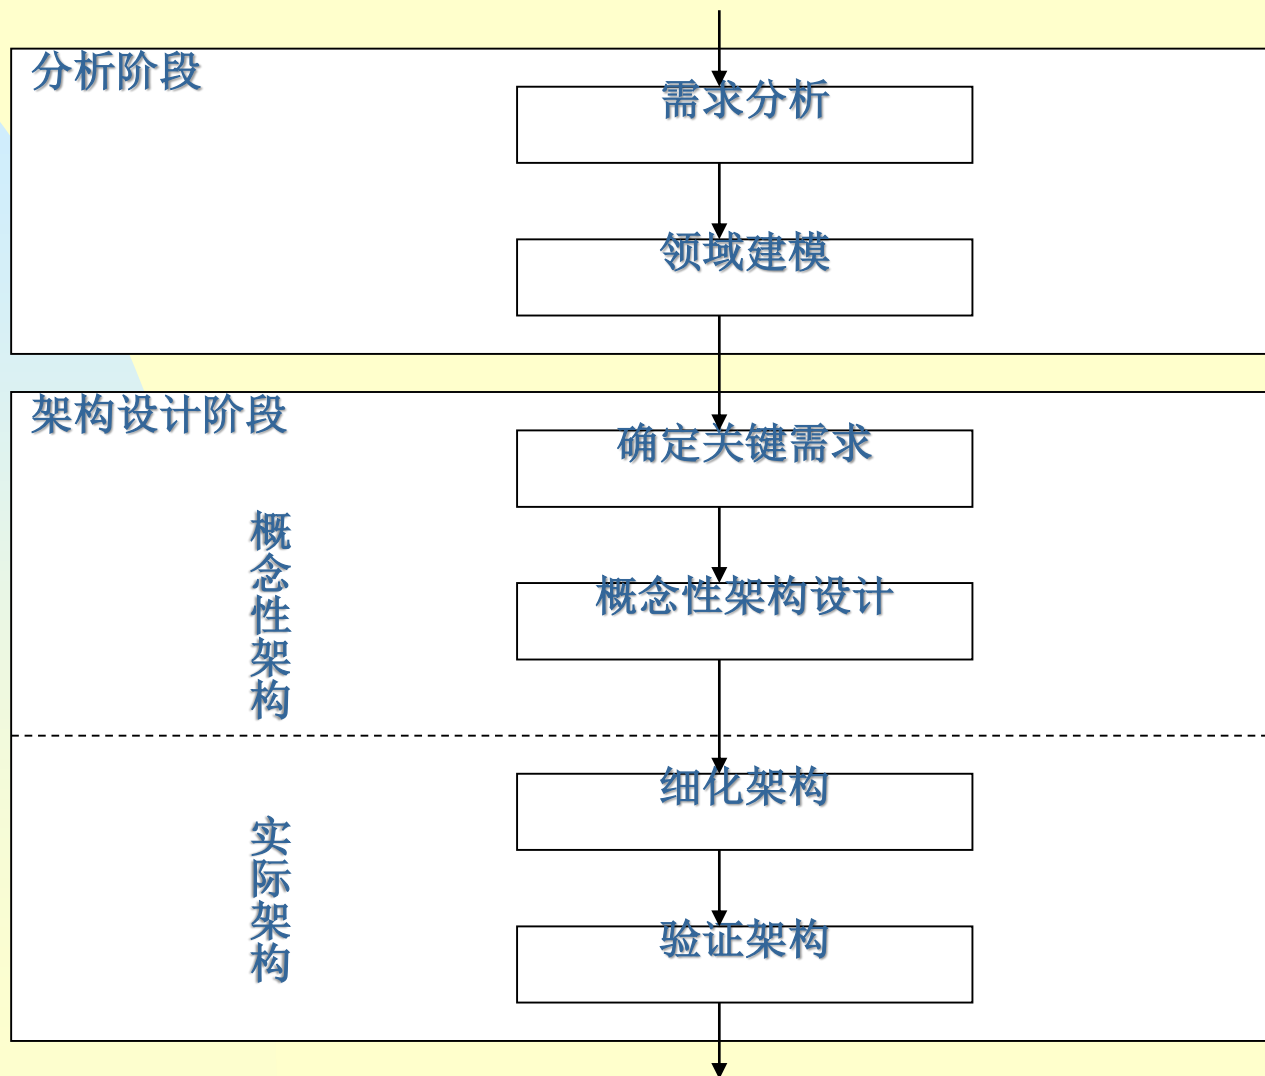 分析阶段
需求分析
领域建模
架构设计阶段
确定关键需求
概念性架构
概念性架构设计
实际架构
细化架构
验证架构